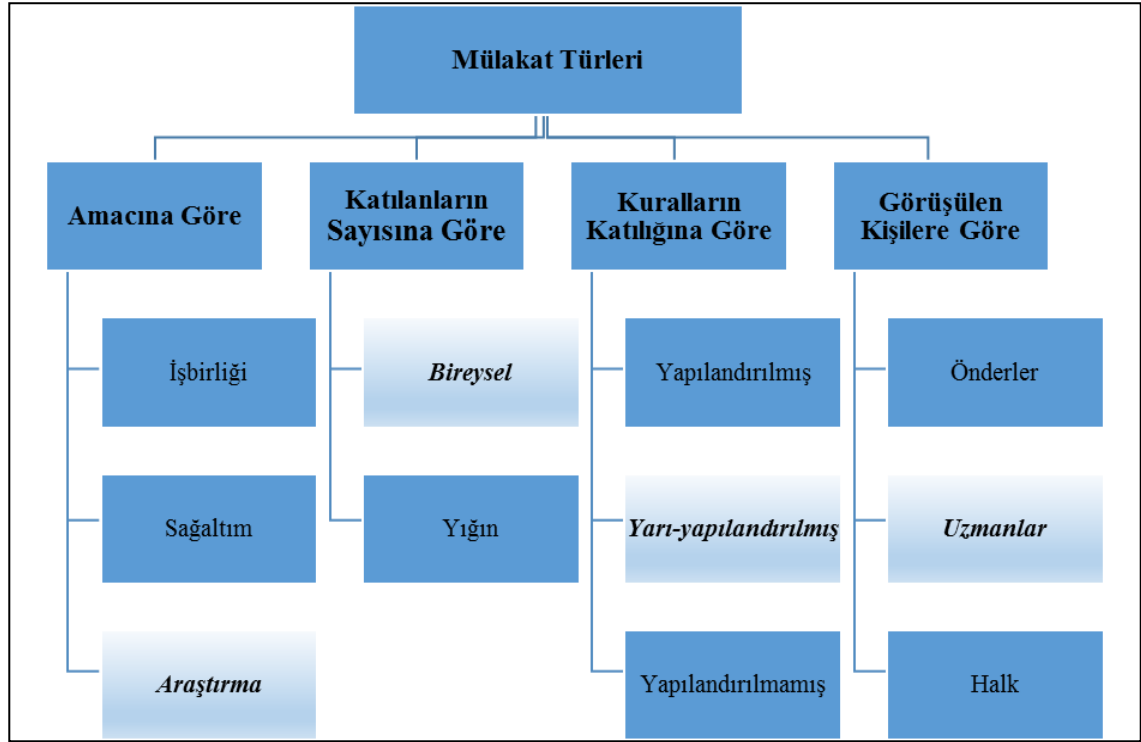 Mülakat Türleri
Amacına Göre
Katılanların
Sayısına Göre
Kuralların
Katılığına Göre
Görüşülen
Kişilere Göre
İşbirliği
Bireysel
Yapılandırılmış
Önderler
Sağaltım
Yığın
Yarı-yapılandırılmış
Uzmanlar
Araştırma
Yapılandırılmamış
Halk